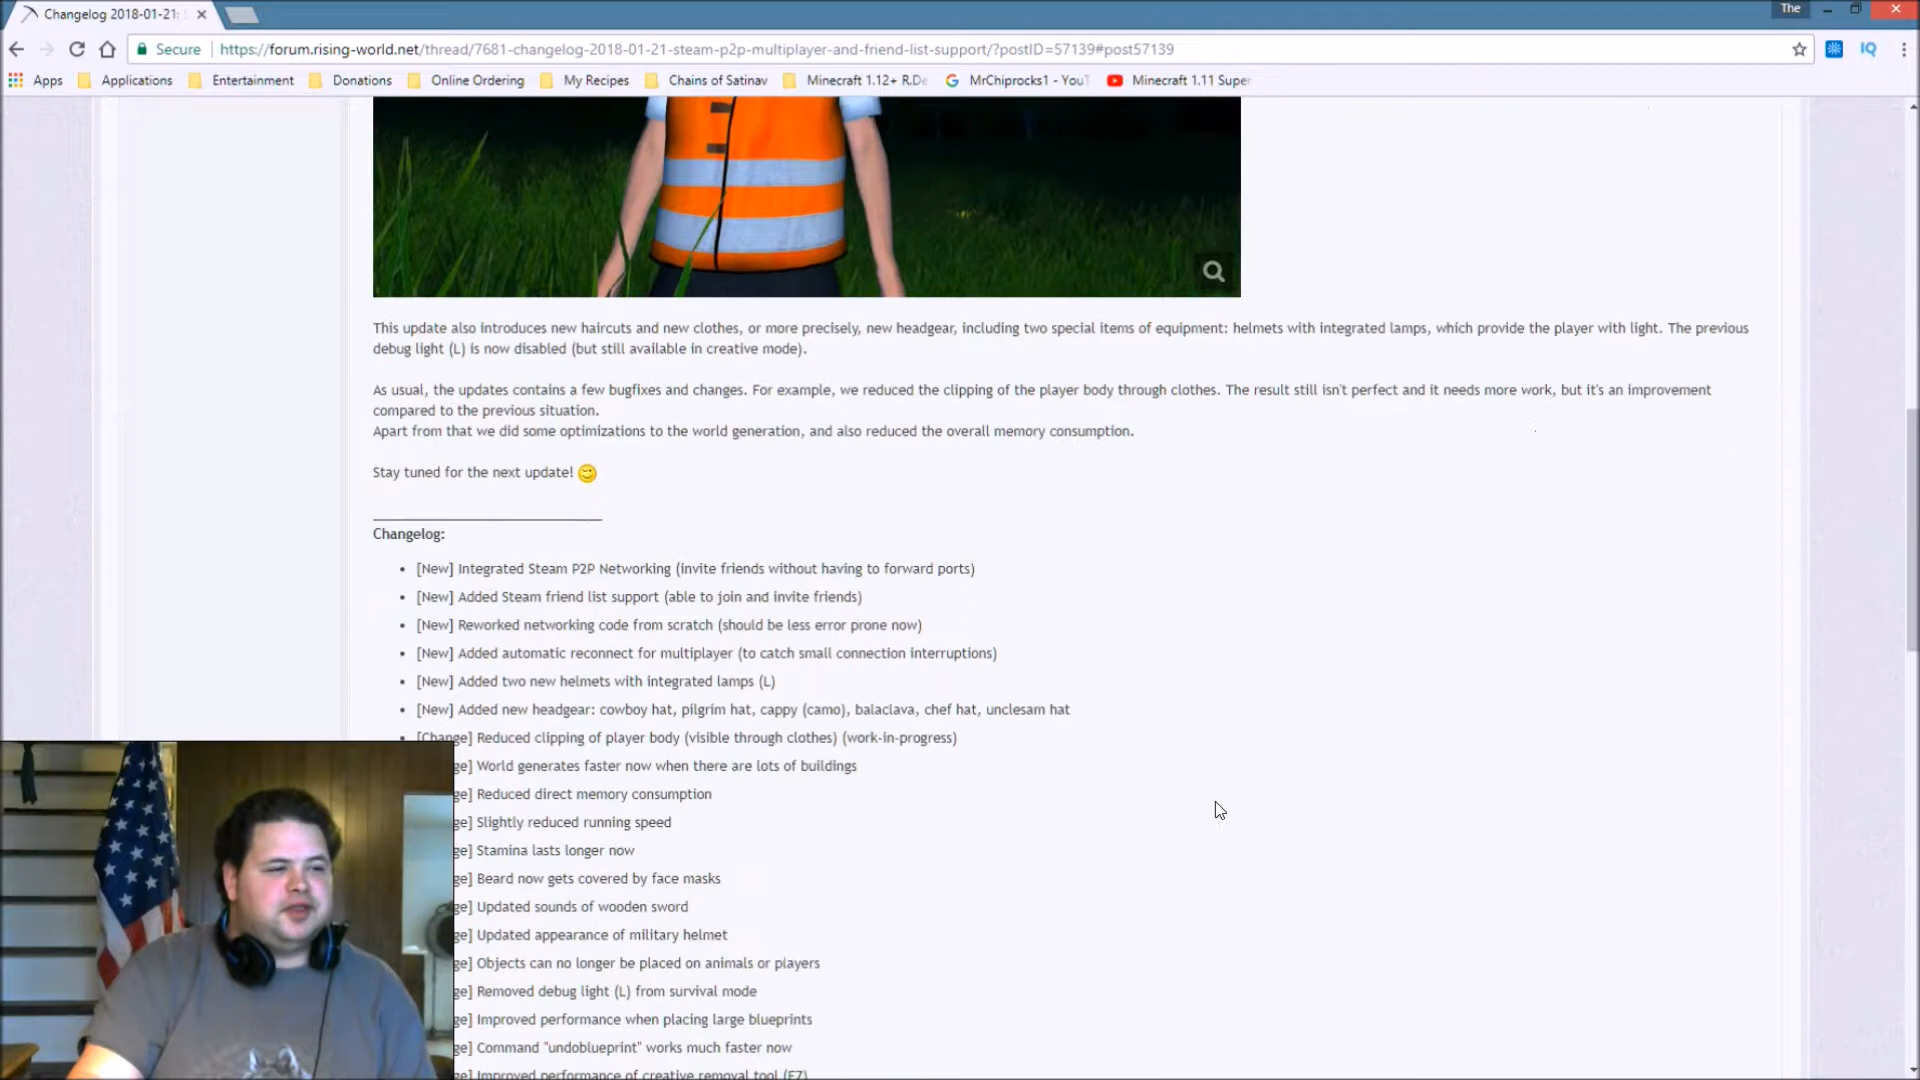 Changelog 2018-01-21:
The
Secure
https://forum.rising-world.net/thread/7681-changelog-2018-01-21-steam-p2p-multiplayer-and-friend-list-support/?postID=57139#post57139
IQ
Apps Applications Entertainment Donations Online Ordering My Recipes Chains of Satinav Minecraft 1.12+ R.De MrChiprocks1 - YouT Minecraft 1.11 Super
This update also introduces new haircuts and new clothes, or more precisely, new headgear, including two special items of equipment: helmets with integrated lamps, which provide the player with light. The previous
debug light (L) is now disabled (but still available in creative mode).
As usual, the updates contains a few bugfixes and changes. For example, we reduced the clipping of the player body through clothes. The result still isn't perfect and it needs more work, but it's an improvement
compared to the previous situation.
Apart from that we did some optimizations to the world generation, and also reduced the overall memory consumption.
Stay tuned for the next update!
Changelog:
• [New] Integrated Steam P2P Networking (invite friends without having to forward ports)
• [New] Added Steam friend list support (able to join and invite friends)
• [New] Reworked networking code from scratch (should be less error prone now)
• [New] Added automatic reconnect for multiplayer (to catch small connection interruptions)
• [New] Added two new helmets with integrated lamps (L)
• [New] Added new headgear: cowboy hat, pilgrim hat, cappy (camo), balaclava, chef hat, unclesam hat
• [Change] Reduced clipping of player body (visible through clothes) (work-in-progress)
ge] World generates faster now when there are lots of buildings
ge] Reduced direct memory consumption
ge] Slightly reduced running speed
ge] Stamina lasts longer now
ge] Beard now gets covered by face masks
ge] Updated sounds of wooden sword
ge] Updated appearance of military helmet
ge] Objects can no longer be placed on animals or players
ge] Removed debug light (L) from survival mode
ge] Improved performance when placing large blueprints
ge] Command "undoblueprint" works much faster now
ge] Improved performance of creative removal tool (F7)